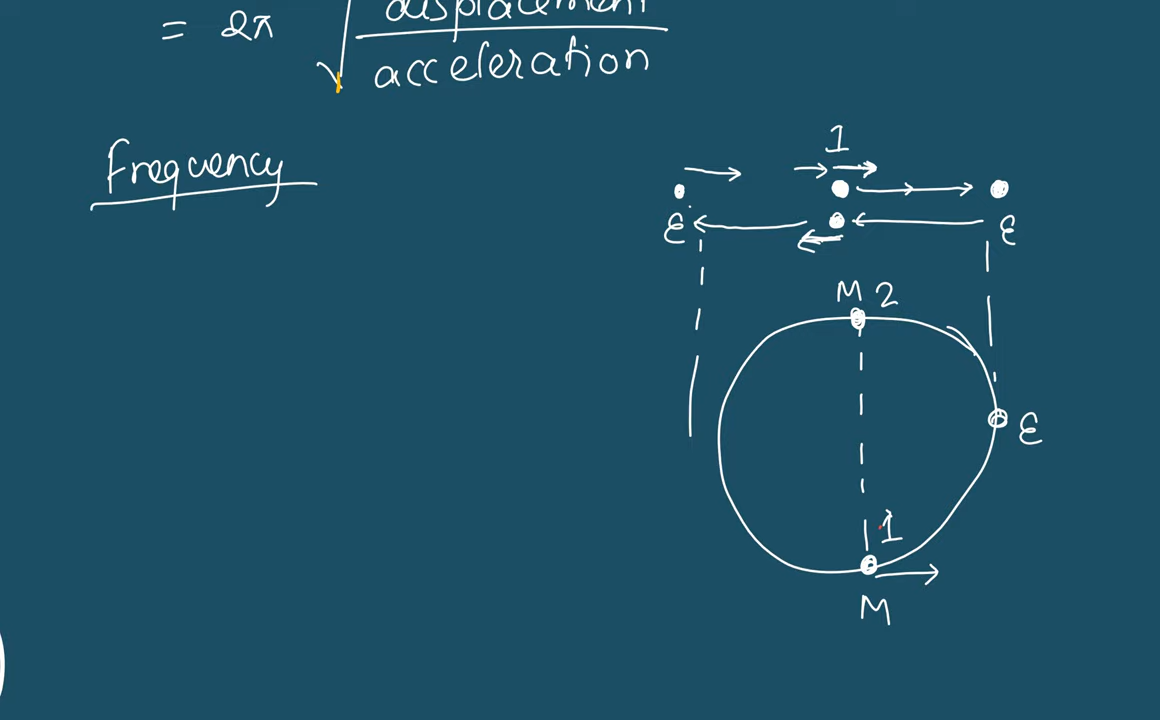 displacement
= 2π √
acceleration
Frequency
1
ε ε
M 2
ε
1
M